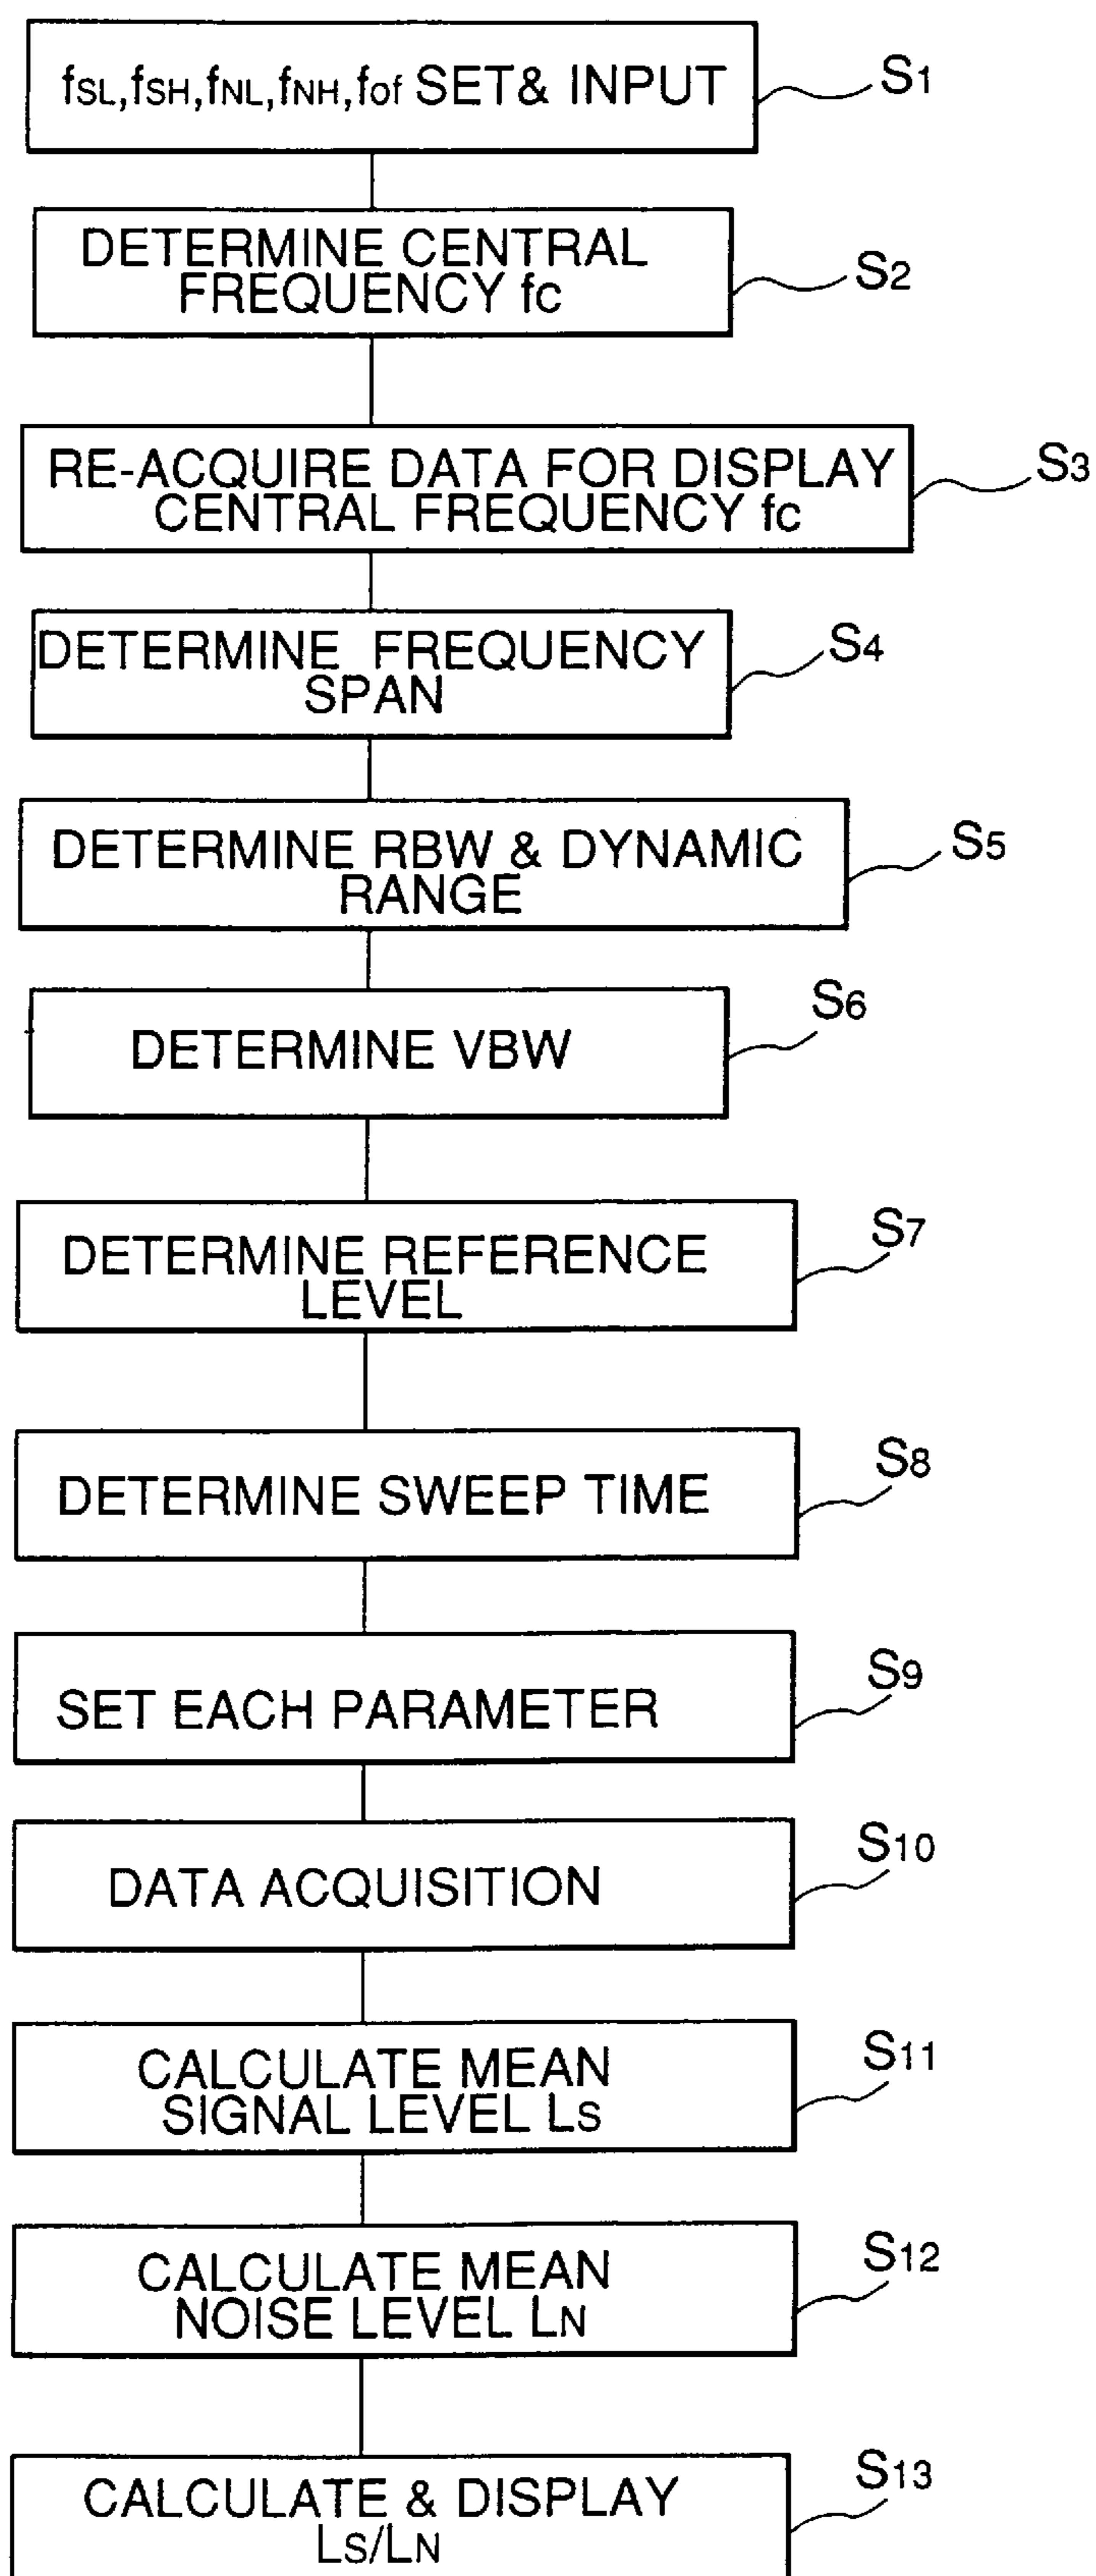 fSL,fSH,fNL,fNH,fof SET& INPUT
S1
DETERMINE CENTRAL
FREQUENCY fc
S2
RE-ACQUIRE DATA FOR DISPLAY
CENTRAL FREQUENCY fc
S3
DETERMINE FREQUENCY
SPAN
S4
DETERMINE RBW & DYNAMIC
RANGE
S5
DETERMINE VBW
S6
DETERMINE REFERENCE
LEVEL
S7
DETERMINE SWEEP TIME
S8
SET EACH PARAMETER
S9
DATA ACQUISITION
S10
CALCULATE MEAN
SIGNAL LEVEL LS
S11
CALCULATE MEAN
NOISE LEVEL LN
S12
CALCULATE & DISPLAY
LS/LN
S13